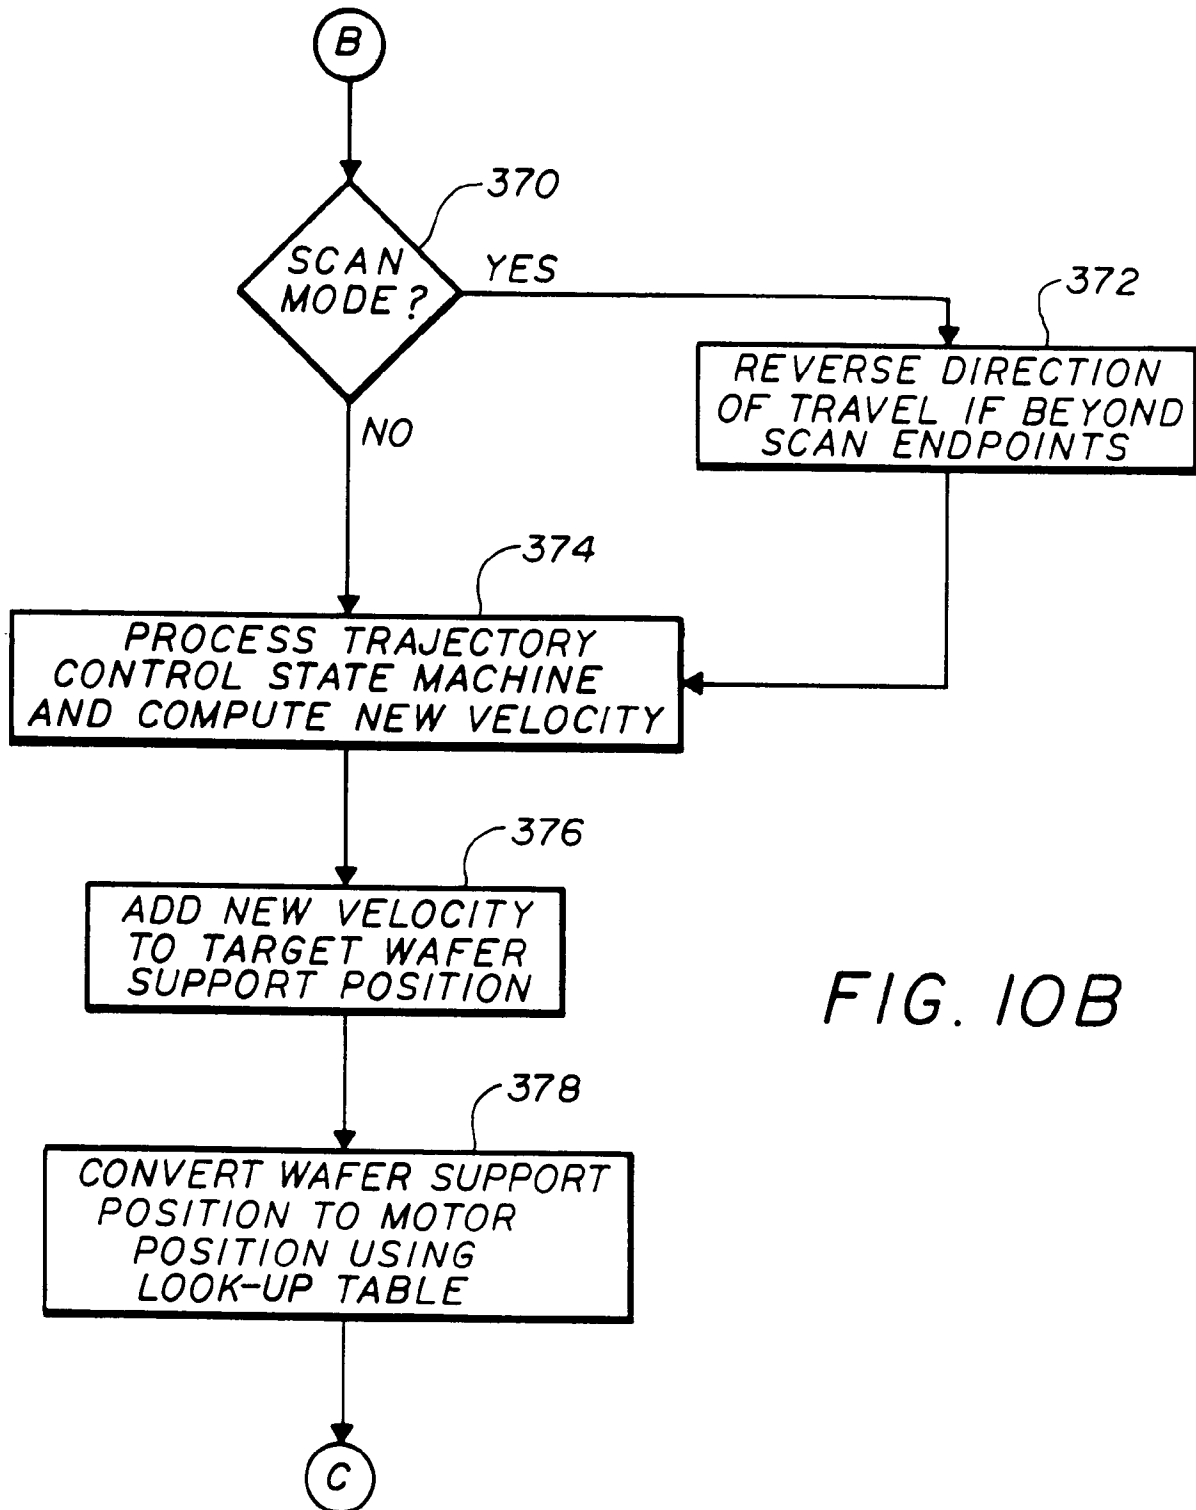 B
370
SCAN
MODE?
YES
372
REVERSE DIRECTION
OF TRAVEL IF BEYOND
SCAN ENDPOINTS
NO
374
PROCESS TRAJECTORY
CONTROL STATE MACHINE
AND COMPUTE NEW VELOCITY
376
ADD NEW VELOCITY
TO TARGET WAFER
SUPPORT POSITION
FIG. 10B
378
CONVERT WAFER SUPPORT
POSITION TO MOTOR
POSITION USING
LOOK-UP TABLE
C